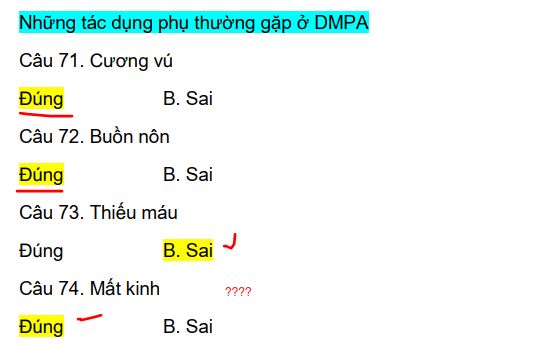 Những tác dụng phụ thường gặp ở DMPA
Câu 71. Cương vú
Đúng B. Sai
Câu 72. Buồn nôn
Đúng B. Sai
Câu 73. Thiếu máu
Đúng B. Sai
Câu 74. Mất kinh ????
Đúng B. Sai